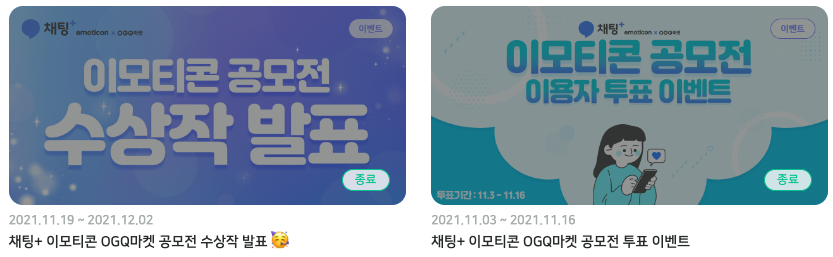 채팅+ emoticon x OGQ마켓
이벤트
이모티콘 공모전
수상작 발표
종료
2021.11.19 ~ 2021.12.02
채팅+ 이모티콘 OGQ마켓 공모전 수상작 발표 🥳
채팅+ emoticon x OGQ마켓
이벤트
이모티콘 공모전
이용자 투표 이벤트
투표기간 : 11.3 ~ 11.16
종료
2021.11.03 ~ 2021.11.16
채팅+ 이모티콘 OGQ마켓 공모전 투표 이벤트